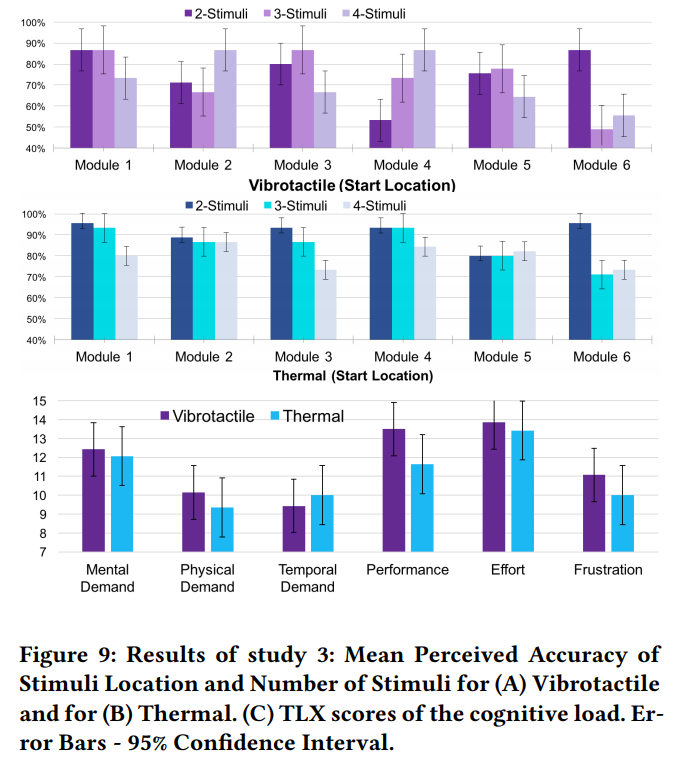 2-Stimuli 3-Stimuli 4-Stimuli
100%
90%
80%
70%
60%
50%
40%
Module 1 Module 2 Module 3 Module 4 Module 5 Module 6
Vibrotactile (Start Location)
2-Stimuli 3-Stimuli 4-Stimuli
100%
90%
80%
70%
60%
50%
40%
Module 1 Module 2 Module 3 Module 4 Module 5 Module 6
Thermal (Start Location)
15
14
13
12
11
10
9
8
7
Vibrotactile Thermal
Mental Physical Temporal Performance Effort Frustration
Demand Demand Demand
Figure 9: Results of study 3: Mean Perceived Accuracy of
Stimuli Location and Number of Stimuli for (A) Vibrotactile
and for (B) Thermal. (C) TLX scores of the cognitive load. Er-
ror Bars - 95% Confidence Interval.